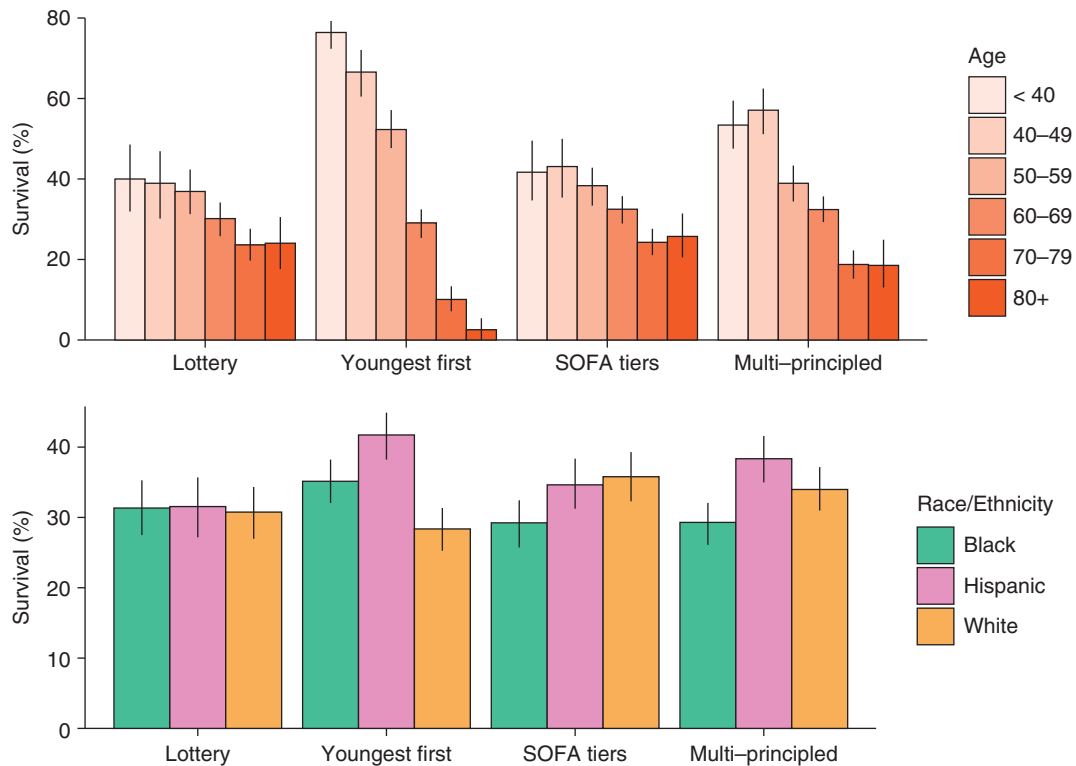 80
60
40
20
0
Survival (%)
Lottery
Youngest first
SOFA tiers
Multi–principled
Age
< 40
40–49
50–59
60–69
70–79
80+
40
30
20
10
0
Survival (%)
Lottery
Youngest first
SOFA tiers
Multi–principled
Race/Ethnicity
Black
Hispanic
White